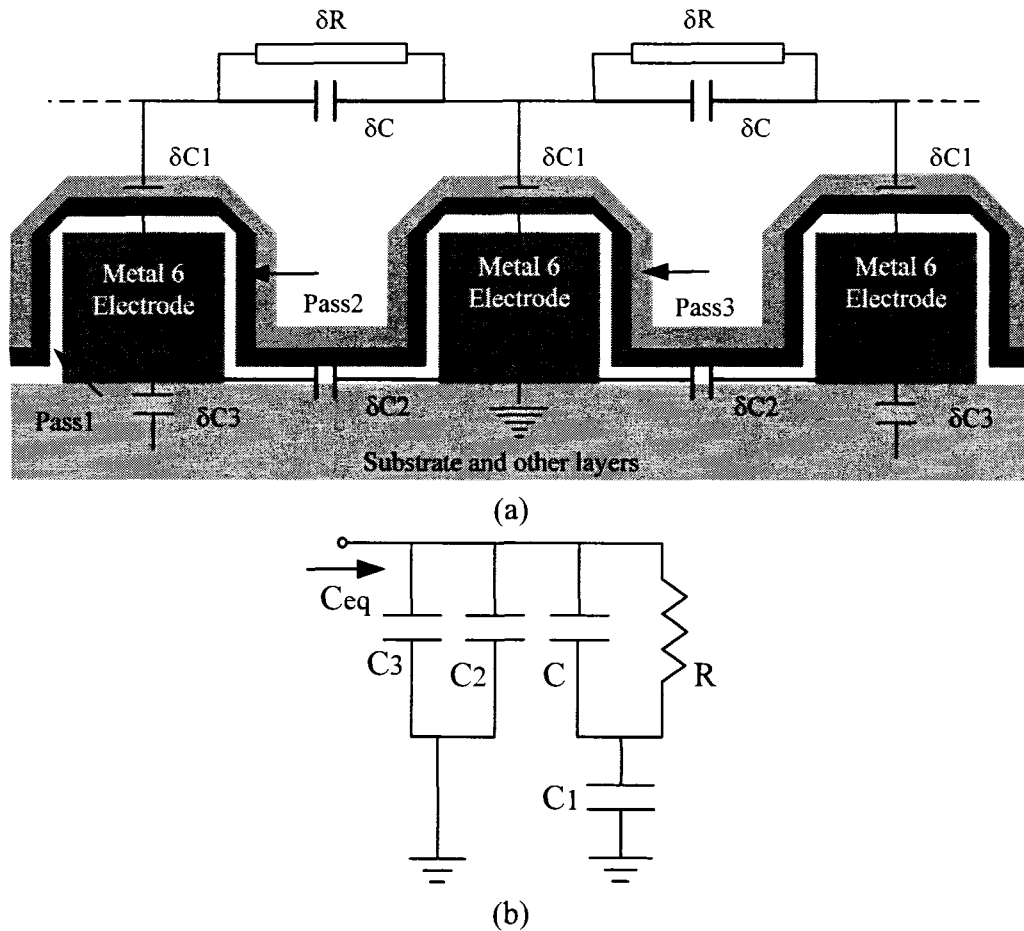 δR δR
δC δC
δC1 δC1 δC1
Metal 6 Metal 6 Metal 6
Electrode Electrode Electrode
Pass2 Pass3
Pass1 δC3 δC2 δC2 δC3
Substrate and other layers
(a)
Ceq
C3 C2 C R
C1
(b)